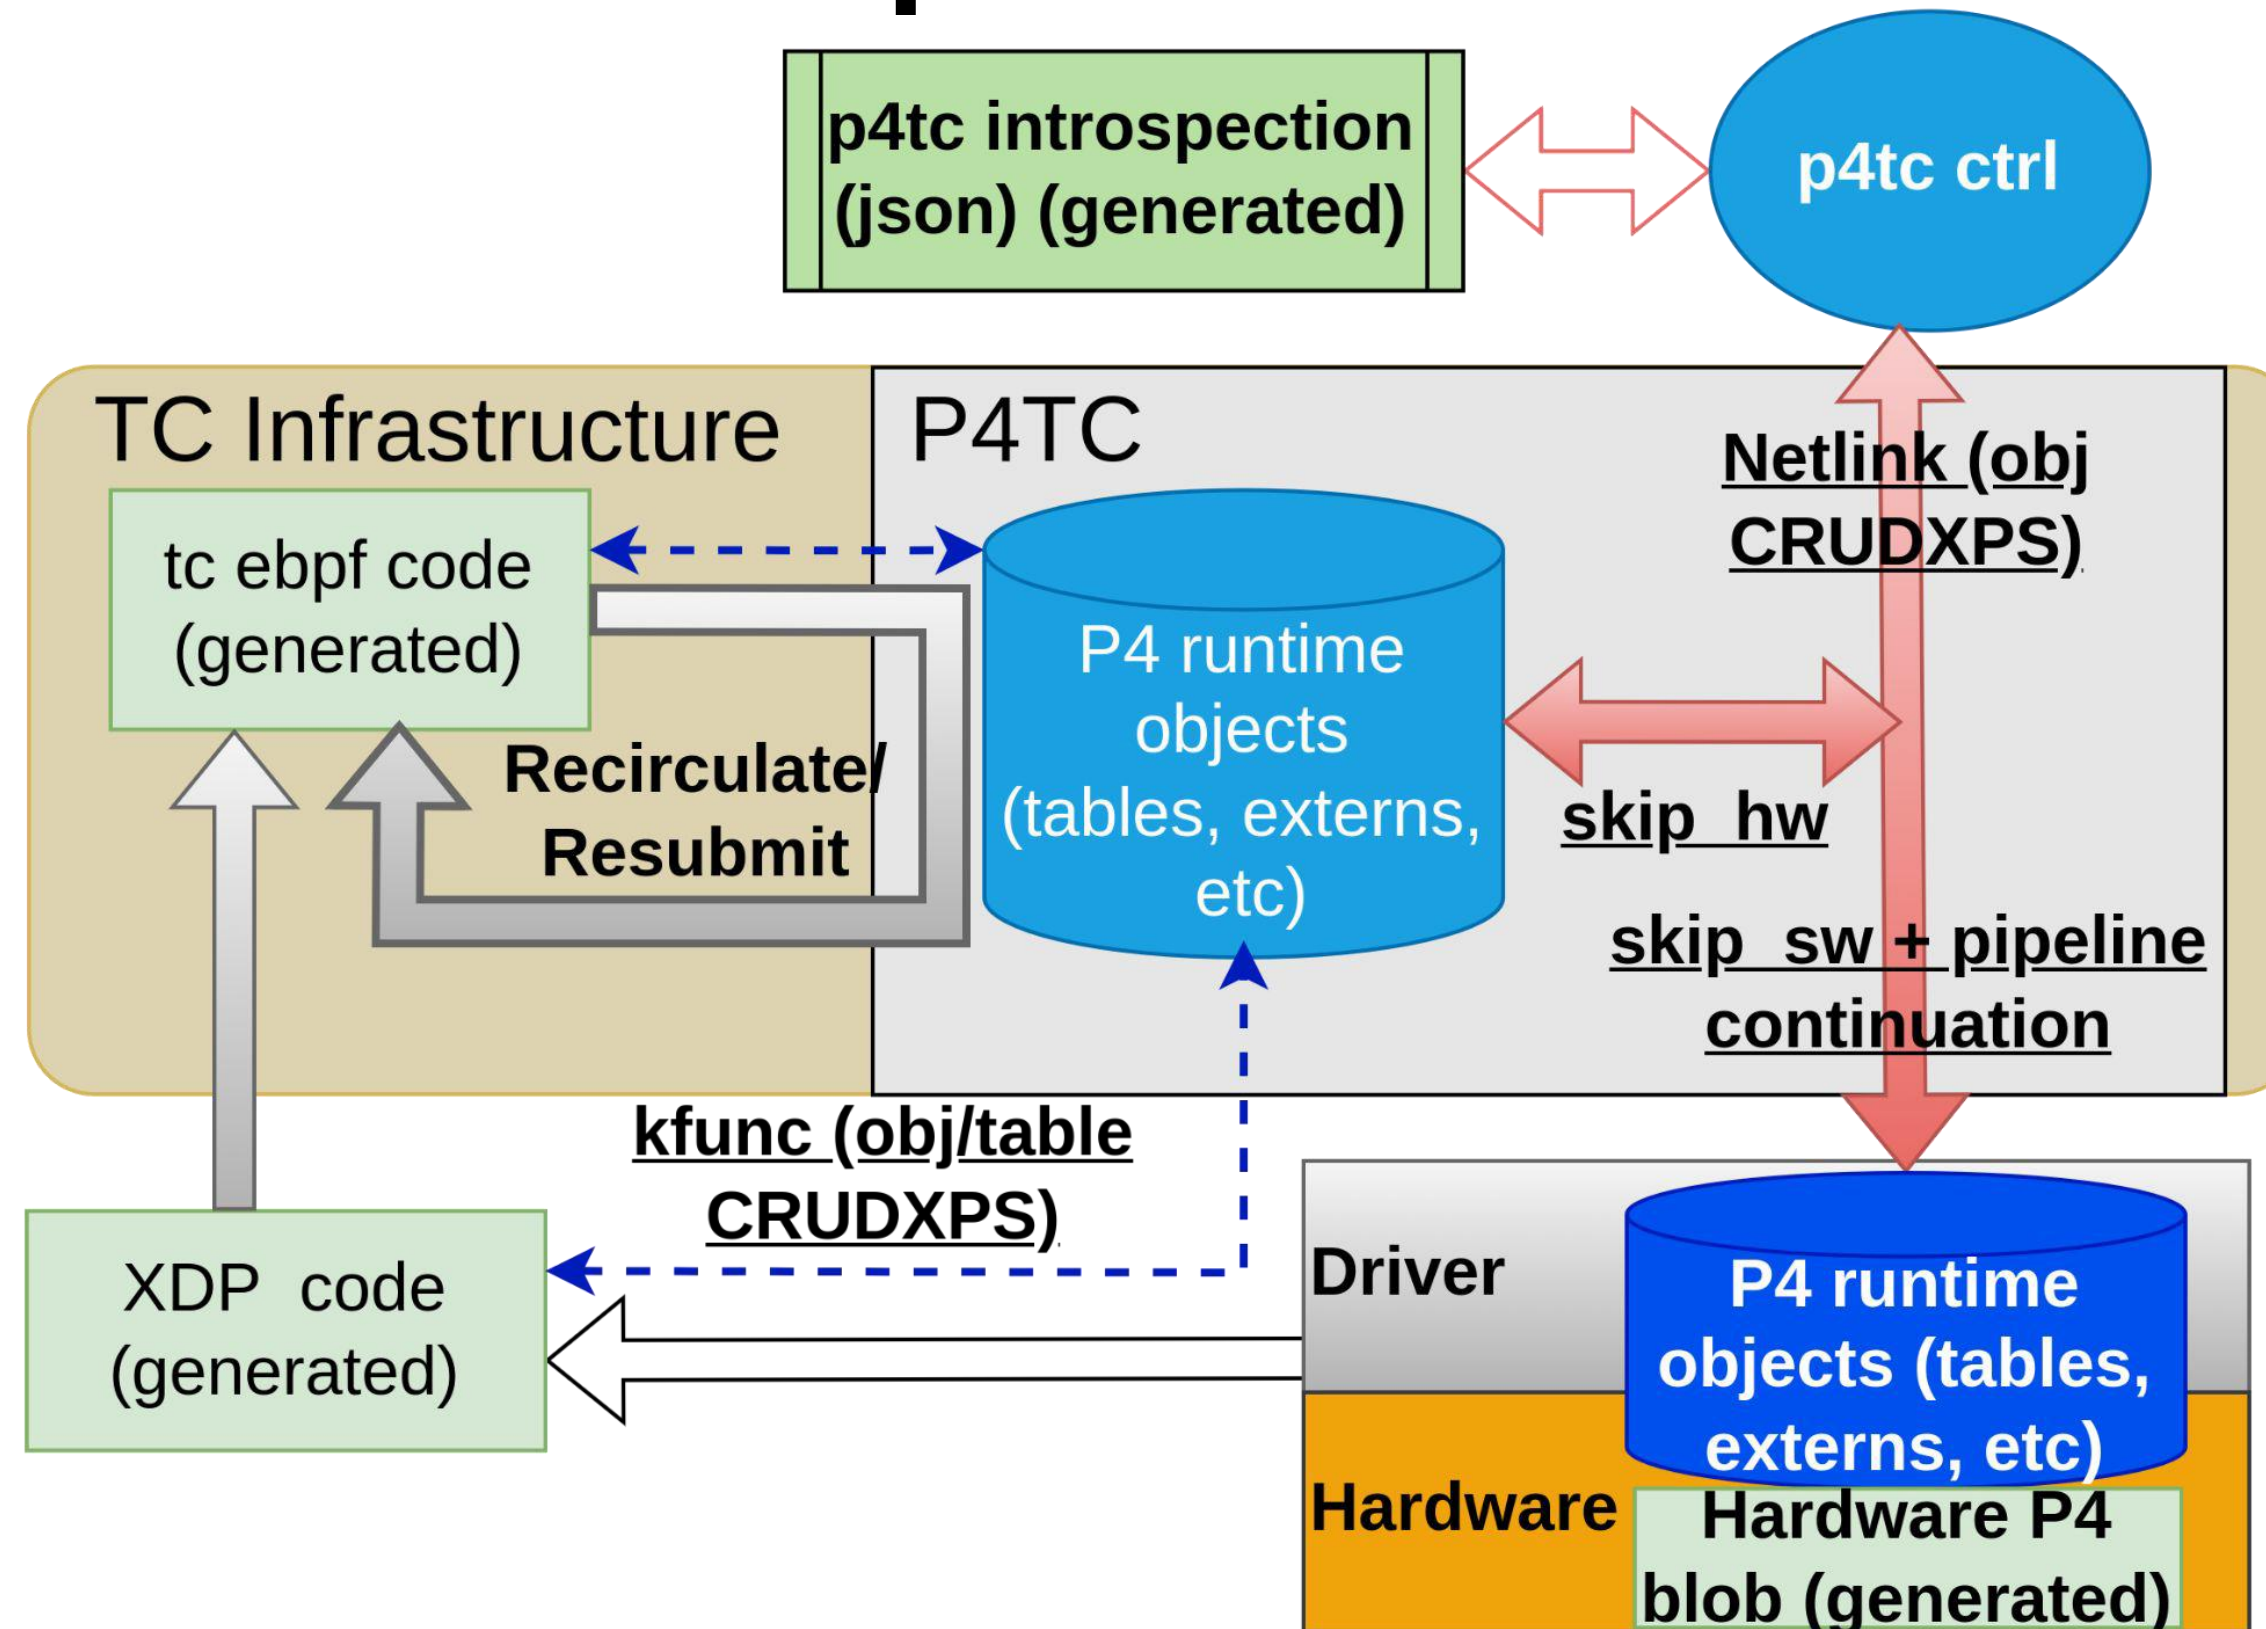 p4tc introspection
(json) (generated)
p4tc ctrl
TC Infrastructure
P4TC
Netlink (obj
CRUDXPS)
tc ebpf code
(generated)
P4 runtime
objects
(tables, externs,
etc)
Recirculate/
Resubmit
skip_hw
skip_sw + pipeline
continuation
kfunc (obj/table
CRUDXPS)
XDP code
(generated)
Driver
P4 runtime
objects (tables,
externs, etc)
Hardware
Hardware P4
blob (generated)